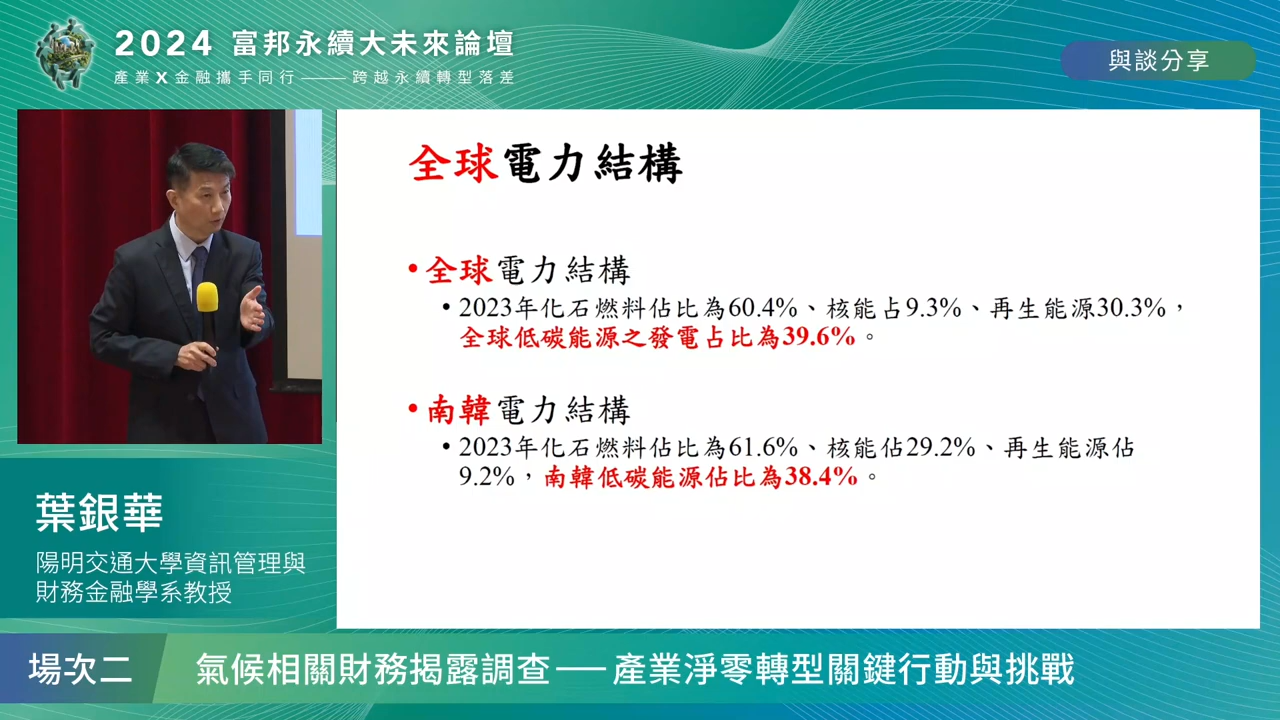 2024 富邦永續大未來論壇
產業X金融攜手同行——跨越永續轉型落差
與談分享
全球電力結構
•全球電力結構
•2023年化石燃料佔比為60.4%、核能占9.3%、再生能源30.3%，
全球低碳能源之發電占比為39.6%。
•南韓電力結構
•2023年化石燃料佔比為61.6%、核能佔29.2%、再生能源佔
9.2%，南韓低碳能源佔比為38.4%。
葉銀華
陽明交通大學資訊管理與
財務金融學系教授
場次二
氣候相關財務揭露調查——產業淨零轉型關鍵行動與挑戰